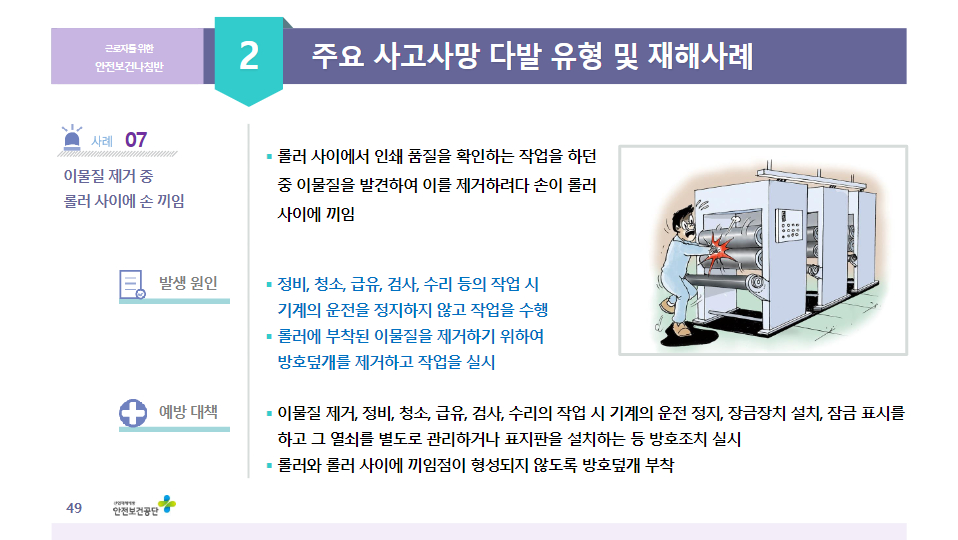 근로자를 위한
안전보건나침반
2
주요 사고사망 다발 유형 및 재해사례
사례 07
이물질 제거 중
롤러 사이에 손 끼임
▪ 롤러 사이에서 인쇄 품질을 확인하는 작업을 하던
중 이물질을 발견하여 이를 제거하려다 손이 롤러
사이에 끼임
발생 원인
▪ 정비, 청소, 급유, 검사, 수리 등의 작업 시
기계의 운전을 정지하지 않고 작업을 수행
▪ 롤러에 부착된 이물질을 제거하기 위하여
방호덮개를 제거하고 작업을 실시
예방 대책
▪ 이물질 제거, 정비, 청소, 급유, 검사, 수리의 작업 시 기계의 운전 정지, 잠금장치 설치, 잠금 표시를
하고 그 열쇠를 별도로 관리하거나 표지판을 설치하는 등 방호조치 실시
▪ 롤러와 롤러 사이에 끼임점이 형성되지 않도록 방호덮개 부착
49
산업재해예방
안전보건공단